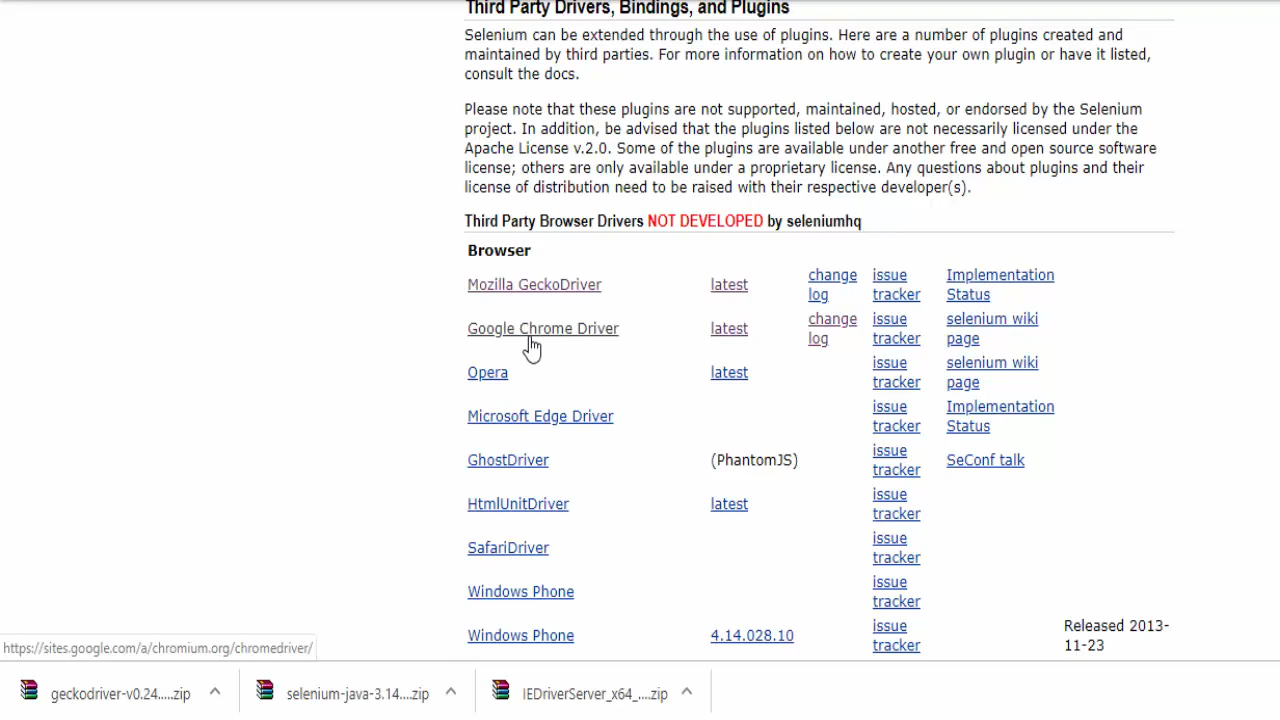 Third Party Drivers, Bindings, and Plugins
Selenium can be extended through the use of plugins. Here are a number of plugins created and
maintained by third parties. For more information on how to create your own plugin or have it listed,
consult the docs.
Please note that these plugins are not supported, maintained, hosted, or endorsed by the Selenium
project. In addition, be advised that the plugins listed below are not necessarily licensed under the
Apache License v.2.0. Some of the plugins are available under another free and open source software
license; others are only available under a proprietary license. Any questions about plugins and their
license of distribution need to be raised with their respective developer(s).
Third Party Browser Drivers NOT DEVELOPED by seleniumhq
Browser
Mozilla GeckoDriver latest change log issue tracker Implementation Status
Google Chrome Driver latest change log issue tracker selenium wiki page
Opera latest issue tracker selenium wiki page
Microsoft Edge Driver issue tracker Implementation Status
GhostDriver (PhantomJS) issue tracker SeConf talk
HtmlUnitDriver latest issue tracker
SafariDriver issue tracker
Windows Phone issue tracker
Windows Phone 4.14.028.10 issue tracker Released 2013-11-23
https://sites.google.com/a/chromium.org/chromedriver/
geckodriver-v0.24.....zip selenium-java-3.14....zip IEDriverServer_x64_....zip